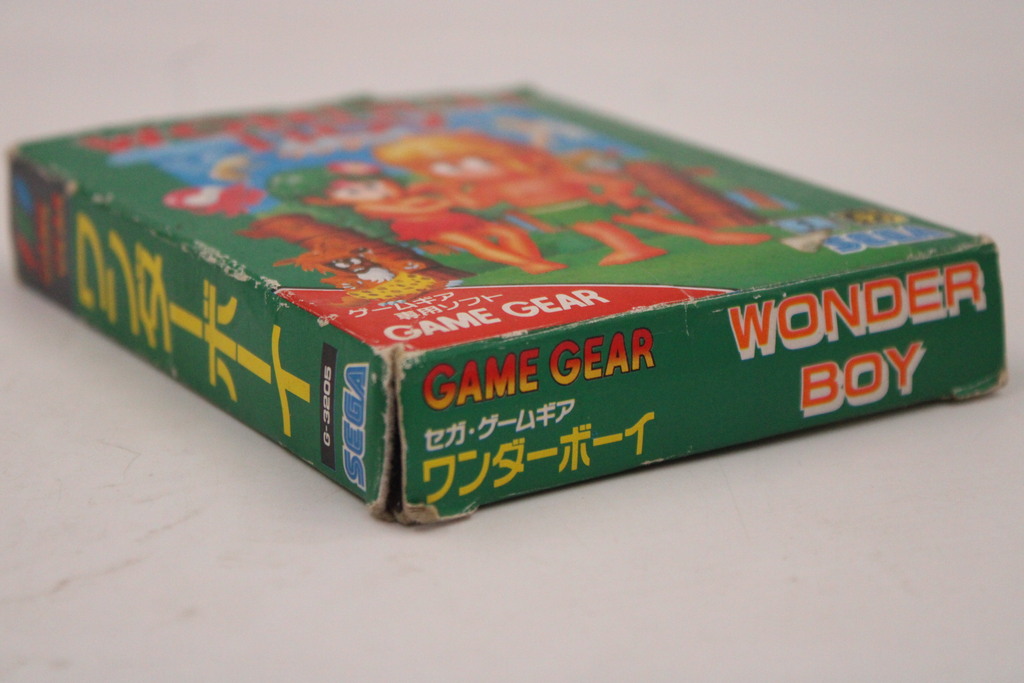 ワンダーボーイ
G-3205
SEGA
ゲームギア
専用ソフト
GAME GEAR
SEGA
GAME GEAR
セガ・ゲームギア
ワンダーボーイ
WONDER
BOY